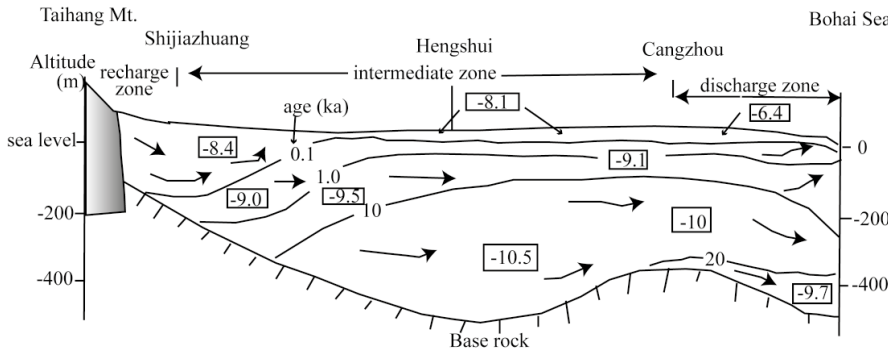 Taihang Mt.
Bohai Sea
Shijiazhuang
Hengshui
Cangzhou
Altitude
(m)
recharge
zone
intermediate zone
discharge zone
age (ka)
-8.1
-6.4
sea level
-8.4
0.1
0
-9.1
1.0
-9.0
-9.5
10
-200
-10
-200
-10.5
20
-400
-9.7
-400
Base rock